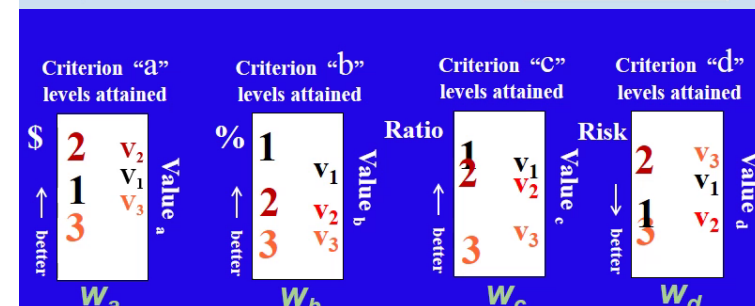 Criterion “a”
levels attained
$
2
1
3
v2
v1
v3
Value a
← better
wa
Criterion “b”
levels attained
%
1
2
3
v1
v2
v3
Value b
← better
wb
Criterion “c”
levels attained
Ratio
1
2
3
v1
v2
v3
Value c
← better
wc
Criterion “d”
levels attained
Risk
2
1
3
v3
v1
v2
Value d
← better
wd